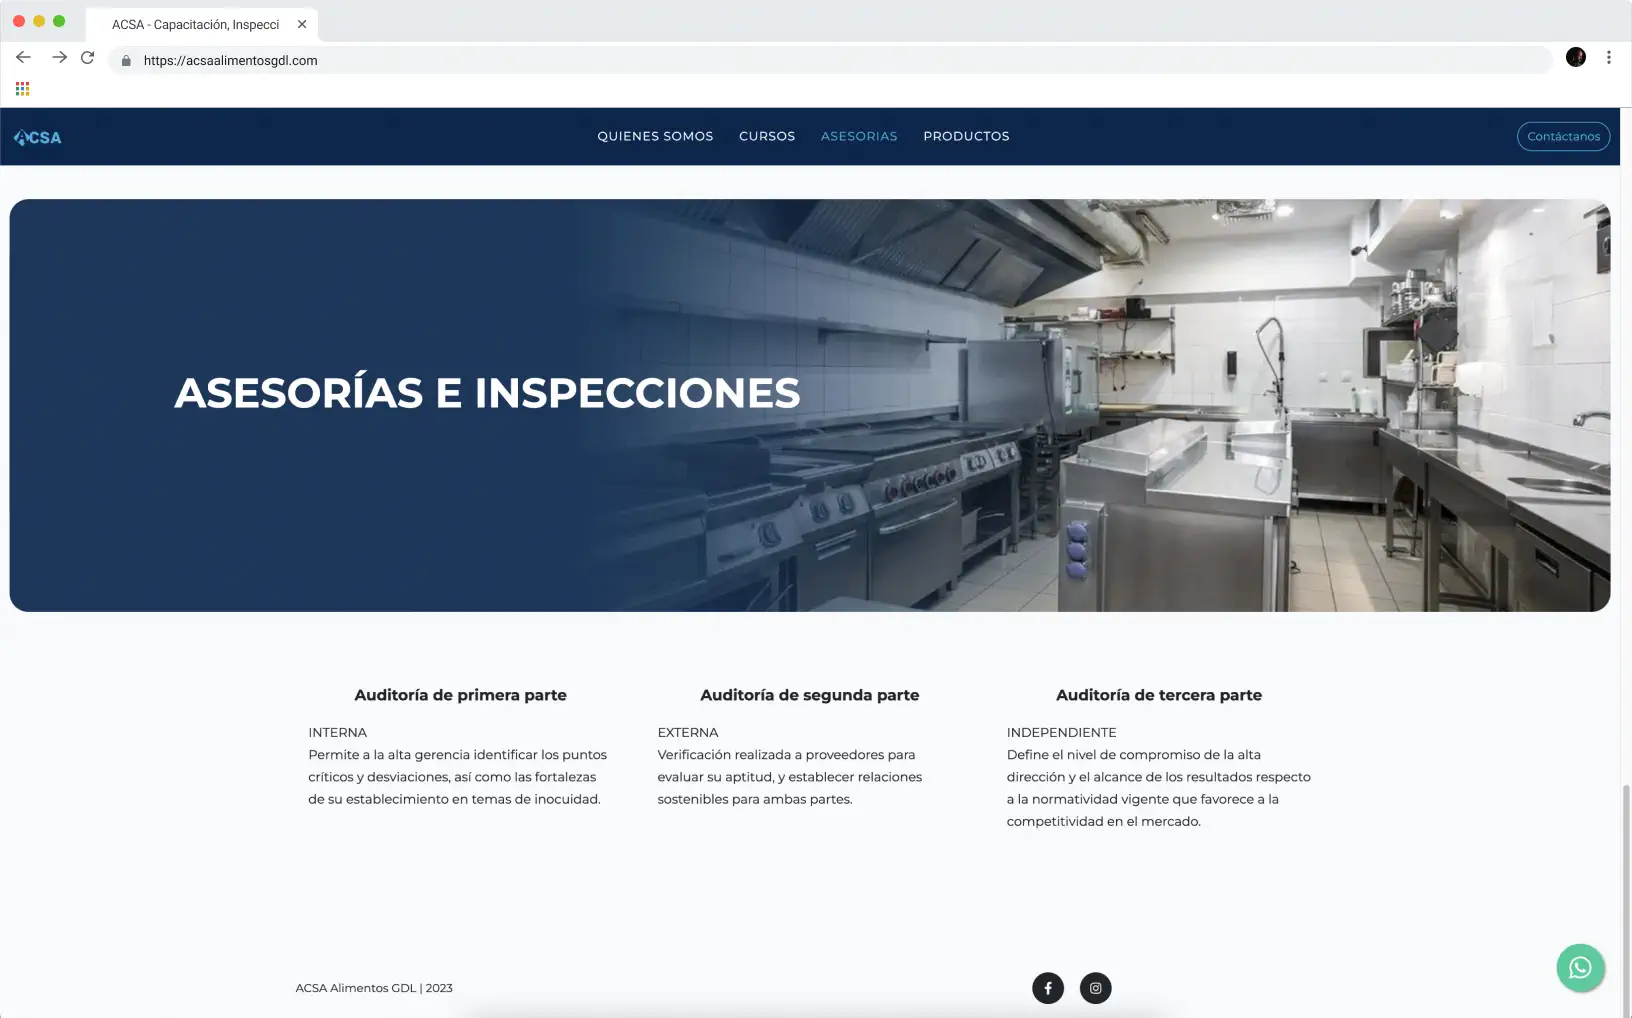 ACSA - Capacitación, Inspecci
https://acsaalimentosgdl.com
ACSA
QUIENES SOMOS
CURSOS
ASESORIAS
PRODUCTOS
Contáctanos
ASESORÍAS E INSPECCIONES
Auditoría de primera parte
INTERNA
Permite a la alta gerencia identificar los puntos
críticos y desviaciones, así como las fortalezas
de su establecimiento en temas de inocuidad.
Auditoría de segunda parte
EXTERNA
Verificación realizada a proveedores para
evaluar su aptitud, y establecer relaciones
sostenibles para ambas partes.
Auditoría de tercera parte
INDEPENDIENTE
Define el nivel de compromiso de la alta
dirección y el alcance de los resultados respecto
a la normatividad vigente que favorece a la
competitividad en el mercado.
ACSA Alimentos GDL | 2023